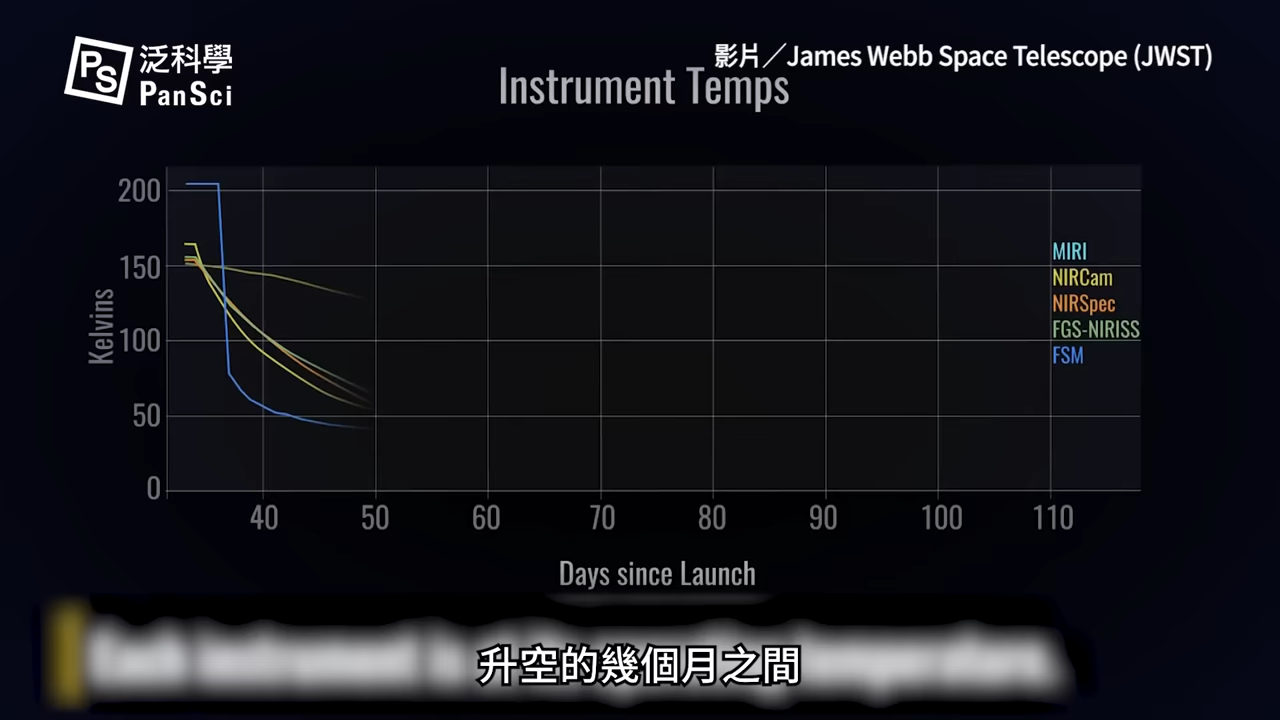 PS 泛科學
PanSci
影片／James Webb Space Telescope (JWST)
Instrument Temps
Kelvins
200
150
100
50
0
MIRI
NIRCam
NIRSpec
FGS-NIRISS
FSM
40 50 60 70 80 90 100 110
Days since Launch
升空的幾個月之間